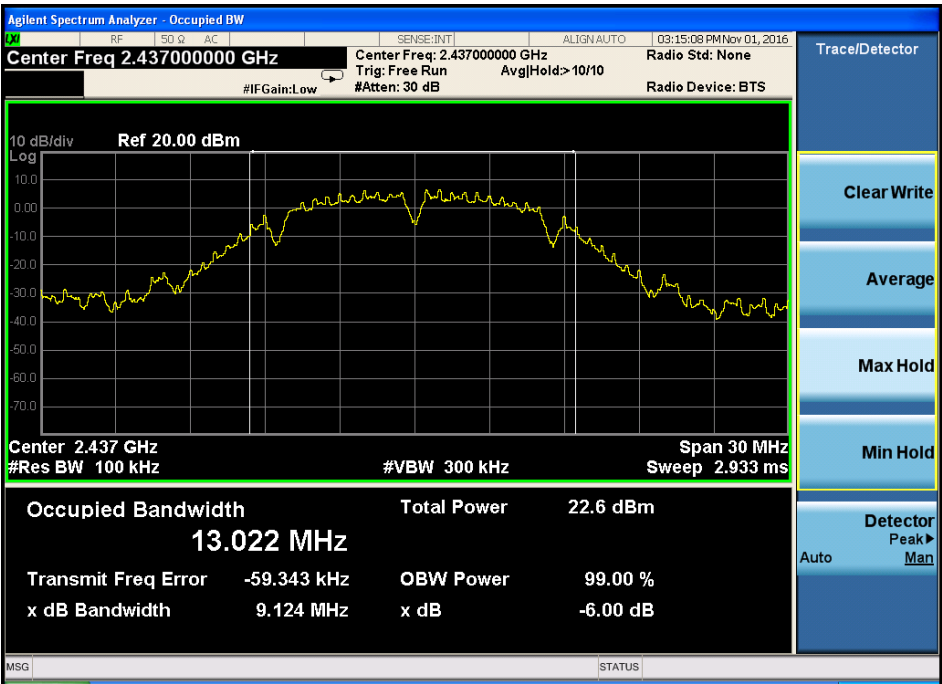 Agilent Spectrum Analyzer - Occupied BW
LXI RF 50 Ω AC SENSE:INT ALIGN AUTO 03:15:08 PM Nov 01, 2016
Center Freq 2.437000000 GHz
Center Freq: 2.437000000 GHz
Radio Std: None
Trig: Free Run Avg|Hold:>10/10
#IFGain:Low
#Atten: 30 dB
Radio Device: BTS
10 dB/div Ref 20.00 dBm
Log
10.0
0.00
-10.0
-20.0
-30.0
-40.0
-50.0
-60.0
-70.0
Center 2.437 GHz Span 30 MHz
#Res BW 100 kHz #VBW 300 kHz Sweep 2.933 ms
Occupied Bandwidth
13.022 MHz
Total Power 22.6 dBm
Transmit Freq Error -59.343 kHz OBW Power 99.00 %
x dB Bandwidth 9.124 MHz x dB -6.00 dB
MSG STATUS
Trace/Detector
Clear Write
Average
Max Hold
Min Hold
Detector
Peak▶
Auto Man